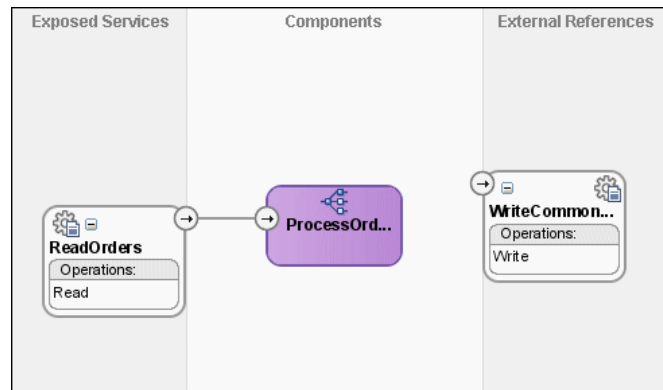 Exposed Services
Components
External References
ReadOrders
Operations:
Read
ProcessOrd...
WriteCommon...
Operations:
Write